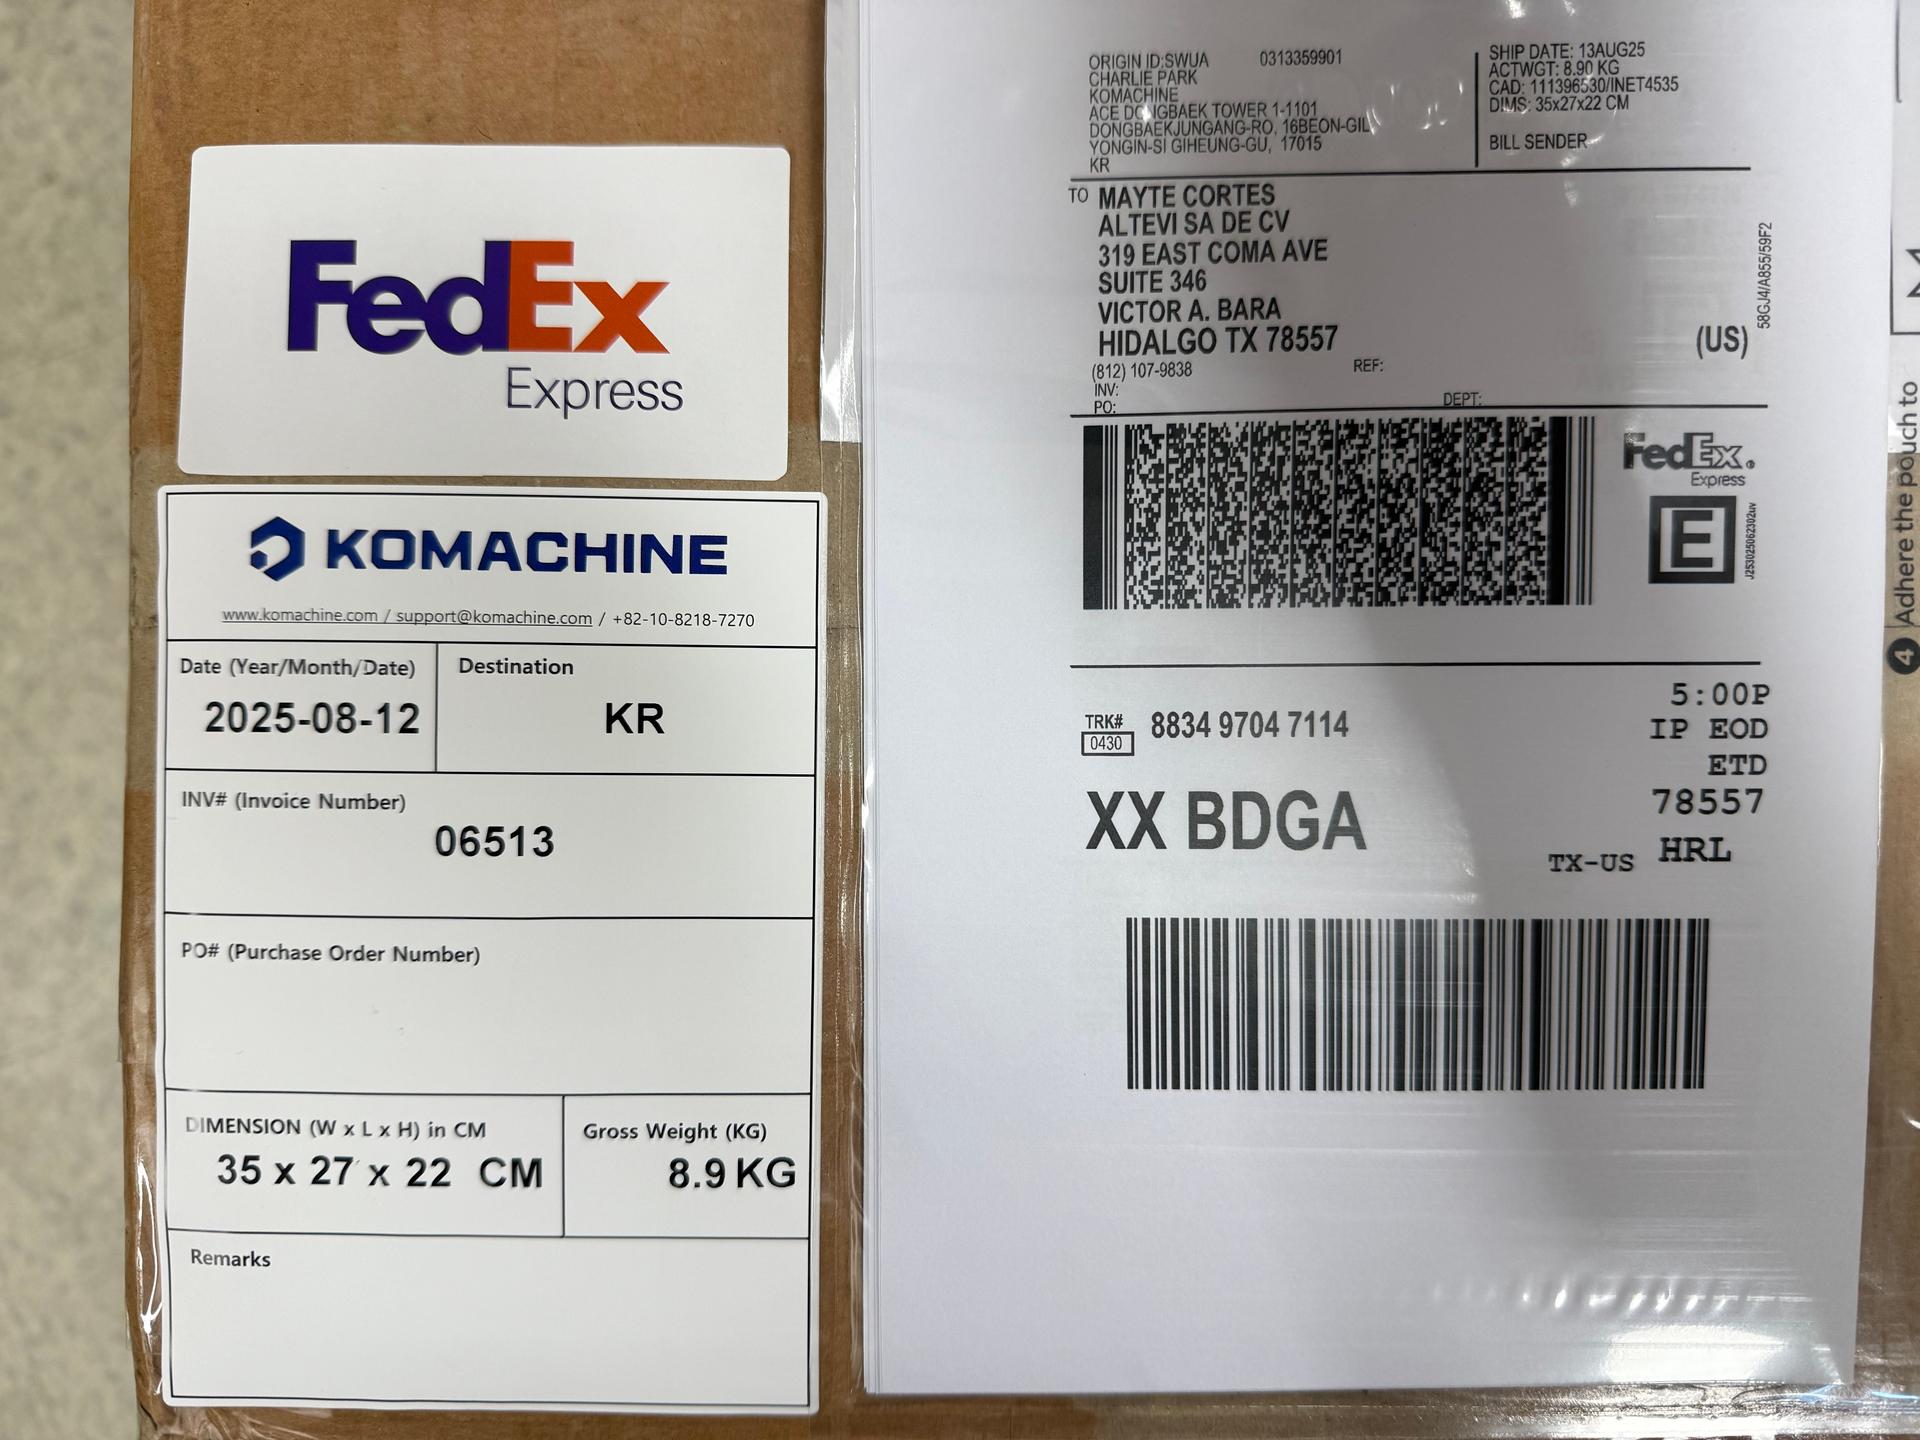 FedEx
Express
KOMACHINE
www.komachine.com / support@komachine.com / +82-10-8218-7270
Date (Year/Month/Date)
2025-08-12
Destination
KR
INV# (Invoice Number)
06513
PO# (Purchase Order Number)
DIMENSION (W x L x H) in CM
35 x 27 x 22 CM
Gross Weight (KG)
8.9 KG
Remarks
ORIGIN ID:SWUA 0313359901
CHARLIE PARK
KOMACHINE
ACE DONGBAEK TOWER 1-1101
DONGBAEKJUNGANG-RO, 16BEON-GIL
YONGIN-SI GIHEUNG-GU, 17015
KR
SHIP DATE: 13AUG25
ACTWGT: 8.90 KG
CAD: 111396530/INET4535
DIMS: 35x27x22 CM
BILL SENDER
TO MAYTE CORTES
ALTEVI SA DE CV
319 EAST COMA AVE
SUITE 346
VICTOR A. BARA
HIDALGO TX 78557
(US)
(812) 107-9838 REF:
INV:
PO: DEPT:
58GJ4/A855/59F2
FedEx
Express
E
J253025062302uv
TRK# 8834 9704 7114
0430
5:00P
IP EOD
ETD
78557
XX BDGA
TX-US HRL
4 Adhere the pouch to